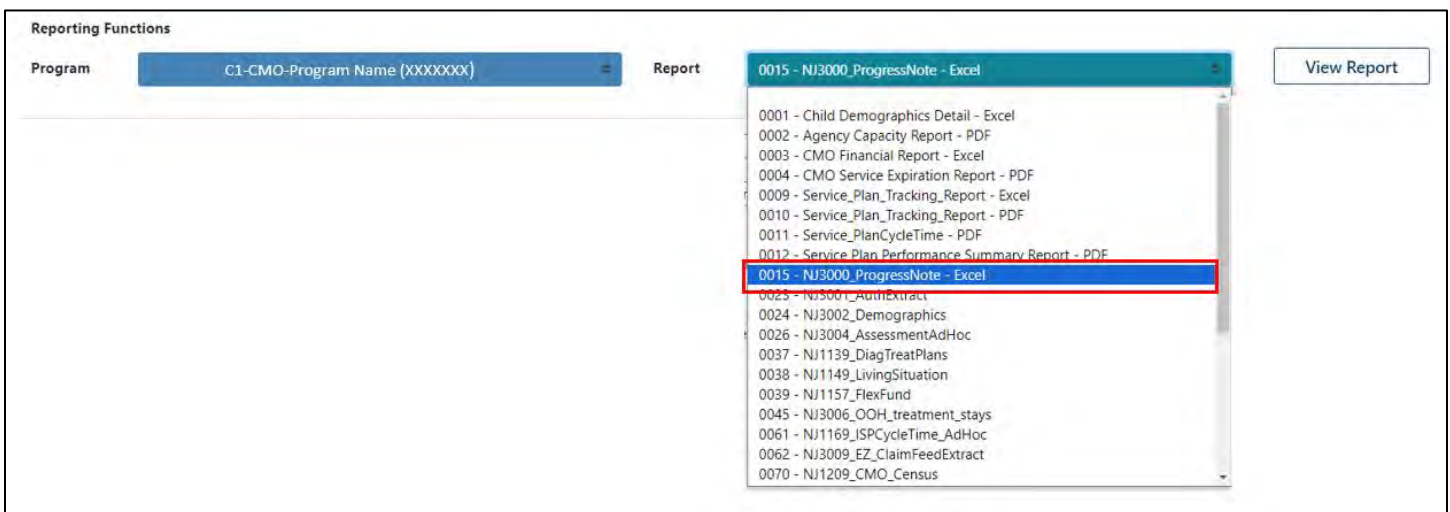 Reporting Functions
Program C1-CMO-Program Name (XXXXXXX) Report 0015 - NJ3000_ProgressNote - Excel View Report
0001 - Child Demographics Detail - Excel
0002 - Agency Capacity Report - PDF
0003 - CMO Financial Report - Excel
0004 - CMO Service Expiration Report - PDF
0009 - Service_Plan_Tracking_Report - Excel
0010 - Service_Plan_Tracking_Report - PDF
0011 - Service_PlanCycleTime - PDF
0012 - Service Plan Performance Summary Report - PDF
0015 - NJ3000_ProgressNote - Excel
0023 - NJ3001_AuthExtract
0024 - NJ3002_Demographics
0026 - NJ3004_AssessmentAdHoc
0037 - NJ1139_DiagTreatPlans
0038 - NJ1149_LivingSituation
0039 - NJ1157_FlexFund
0045 - NJ3006_OOH_treatment_stays
0061 - NJ1169_ISPCycleTime_AdHoc
0062 - NJ3009_EZ_ClaimFeedExtract
0070 - NJ1209_CMO_Census